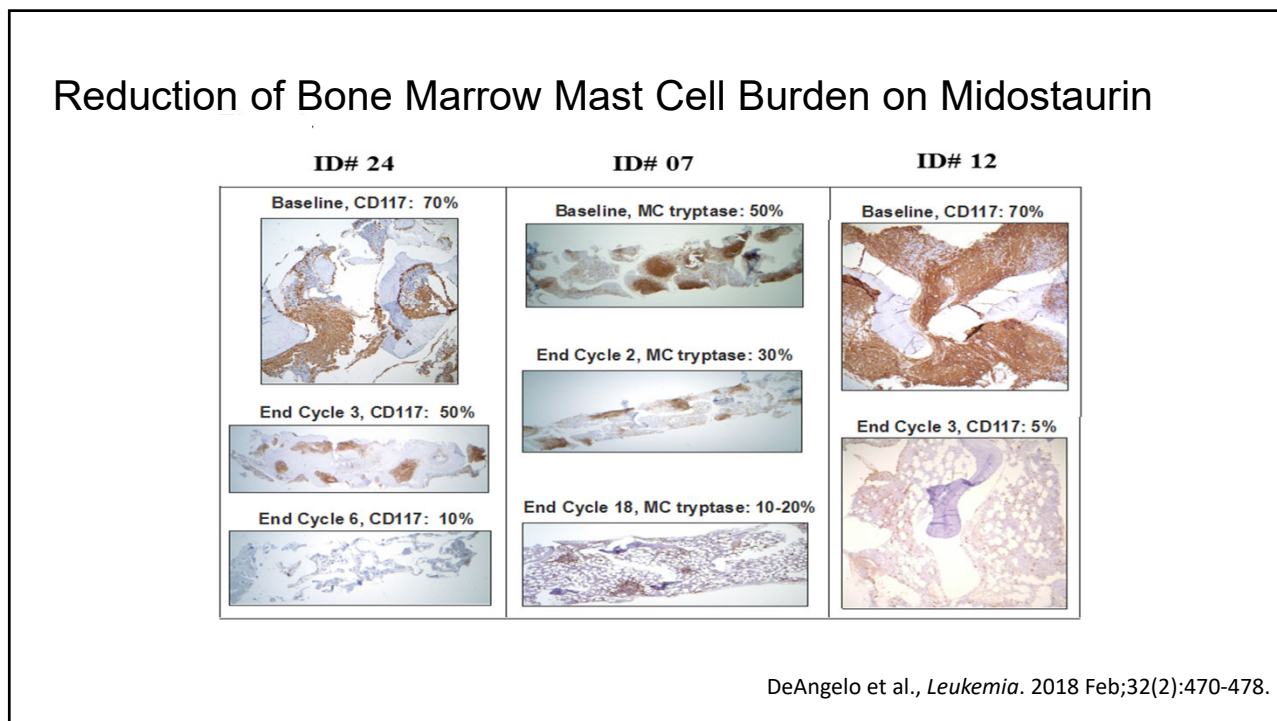 Reduction of Bone Marrow Mast Cell Burden on Midostaurin
ID# 24
Baseline, CD117: 70%
End Cycle 3, CD117: 50%
End Cycle 6, CD117: 10%
ID# 07
Baseline, MC tryptase: 50%
End Cycle 2, MC tryptase: 30%
End Cycle 18, MC tryptase: 10-20%
ID# 12
Baseline, CD117: 70%
End Cycle 3, CD117: 5%
DeAngelo et al., Leukemia. 2018 Feb;32(2):470-478.